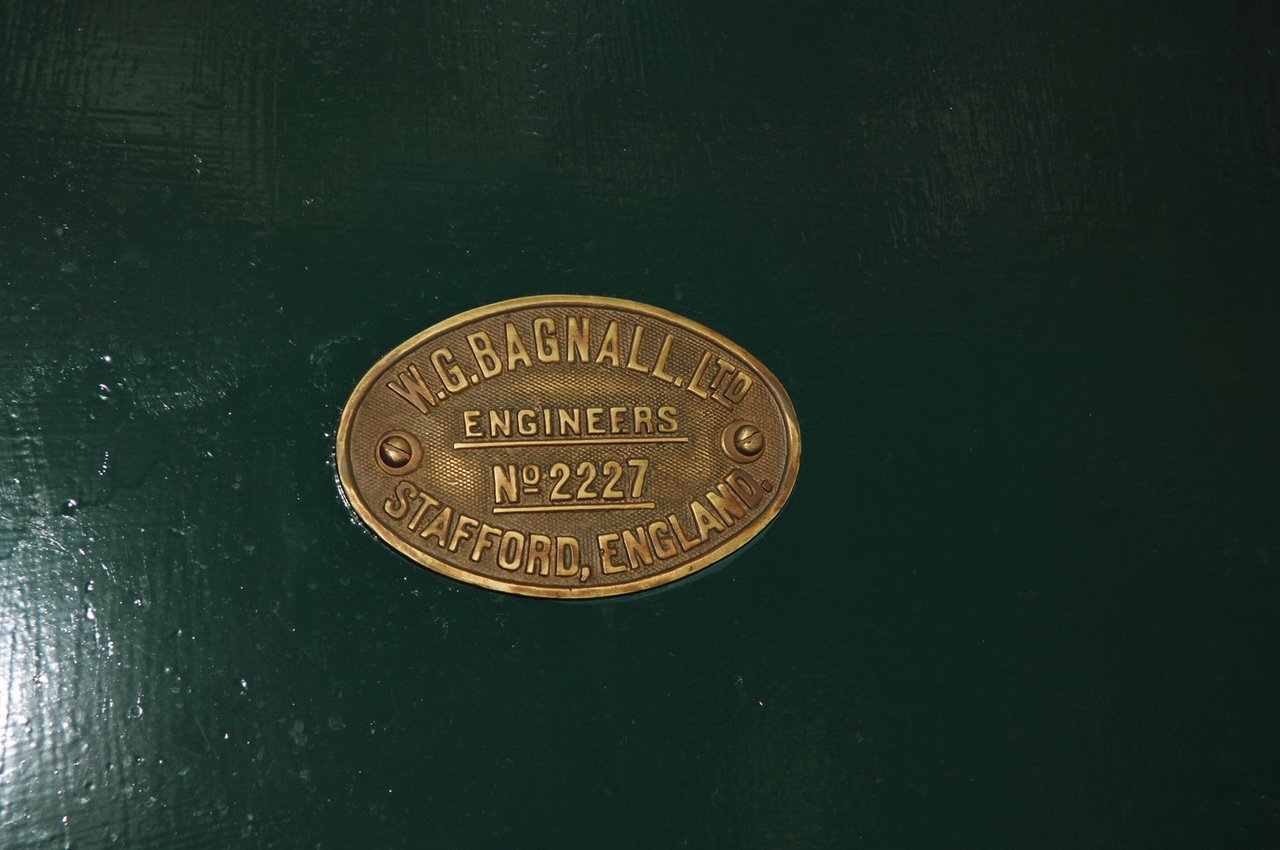 W.G.BAGNALL.LTD
ENGINEERS
Nº 2227
STAFFORD, ENGLAND.